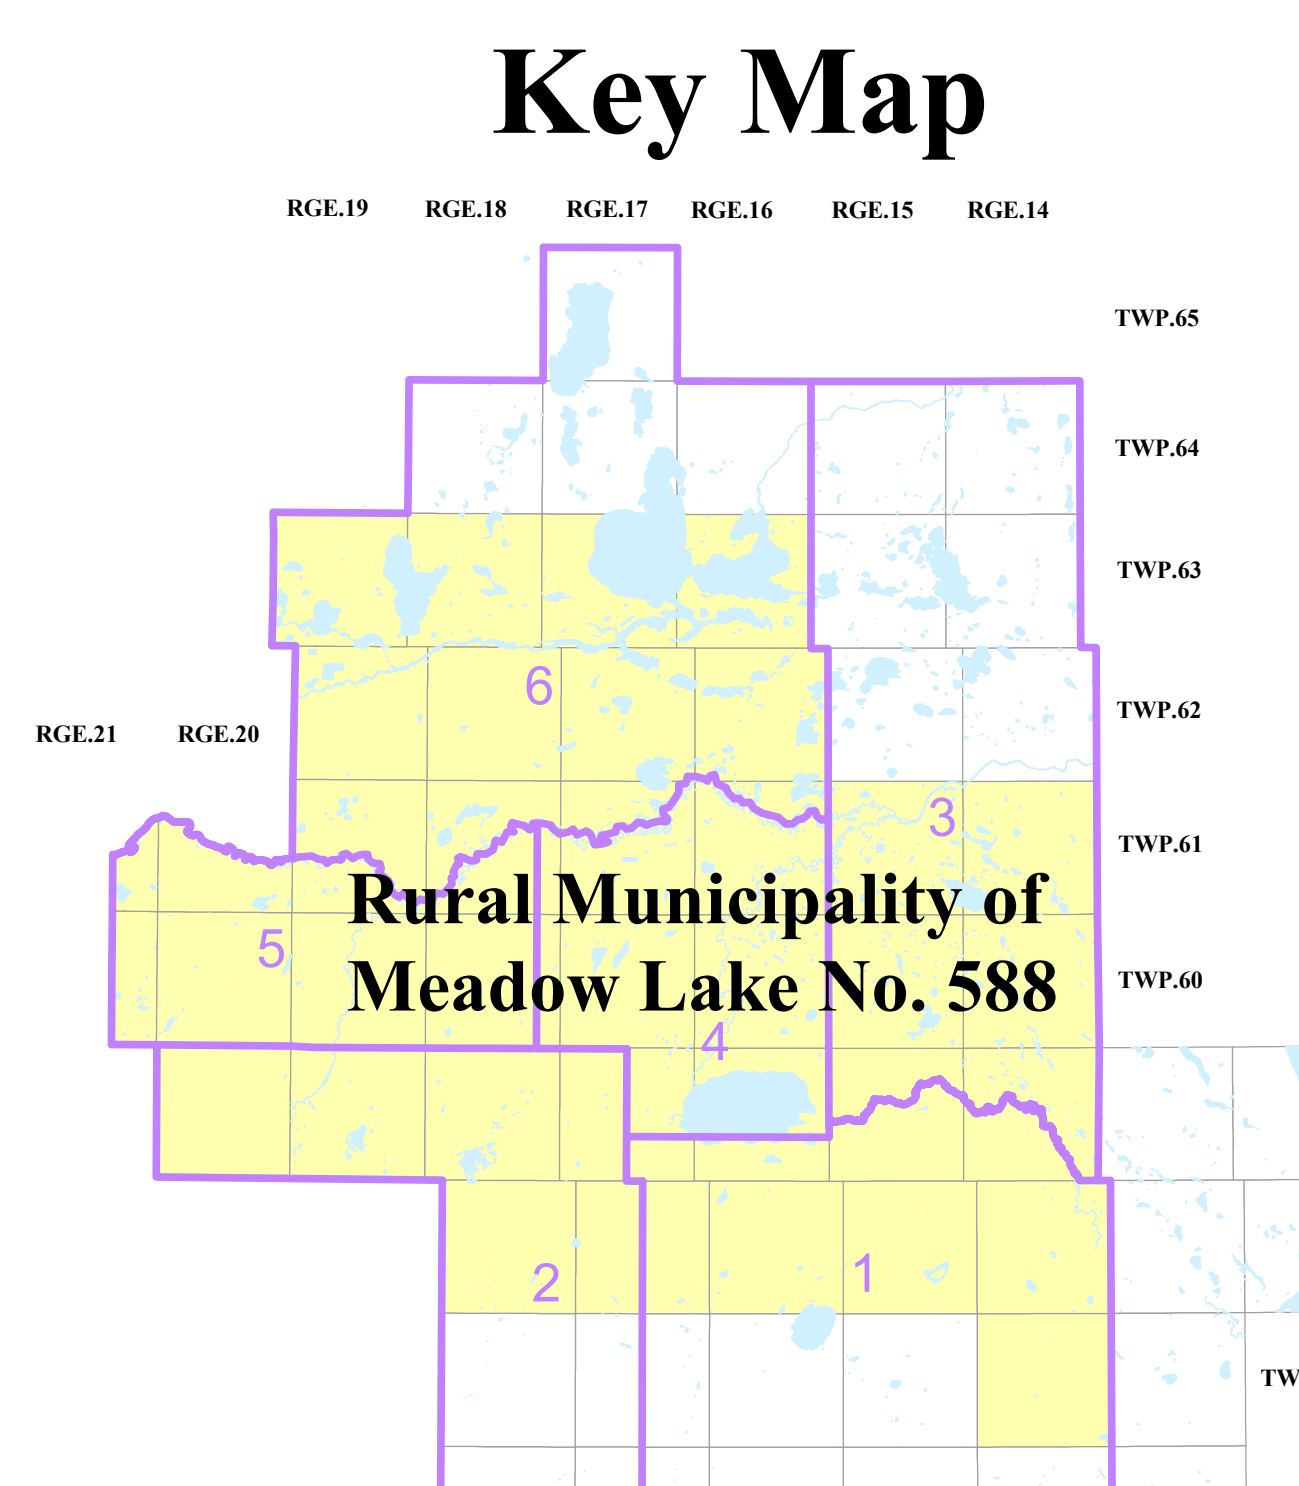 Key Map
RGE.19 RGE.18 RGE.17 RGE.16 RGE.15 RGE.14
TWP.65
TWP.64
TWP.63
6
TWP.62
RGE.21 RGE.20
3
TWP.61
Rural Municipality of
5
Meadow Lake No. 588
TWP.60
4
1
2
TW